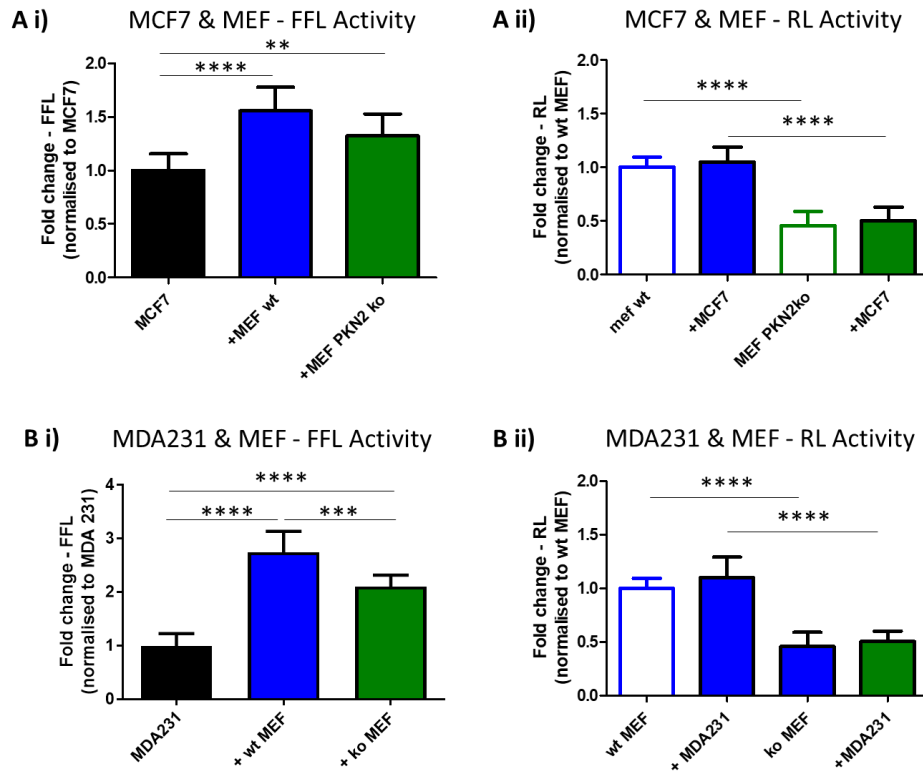 A i)
MCF7 & MEF - FFL Activity
**
****
Fold change - FFL
(normalised to MCF7)
2.0
1.5
1.0
0.5
0.0
MCF7
+MEF wt
+MEF PKN2 ko
A ii)
MCF7 & MEF - RL Activity
****
****
Fold change - RL
(normalised to wt MEF)
2.0
1.5
1.0
0.5
0.0
mef wt
+MCF7
MEF PKN2ko
+MCF7
B i)
MDA231 & MEF - FFL Activity
****
****
***
Fold change - FFL
(normalised to MDA 231)
4
3
2
1
0
MDA231
+ wt MEF
+ ko MEF
B ii)
MDA231 & MEF - RL Activity
****
****
Fold change - RL
(normalised to wt MEF)
2.0
1.5
1.0
0.5
0.0
wt MEF
+ MDA231
ko MEF
+MDA231